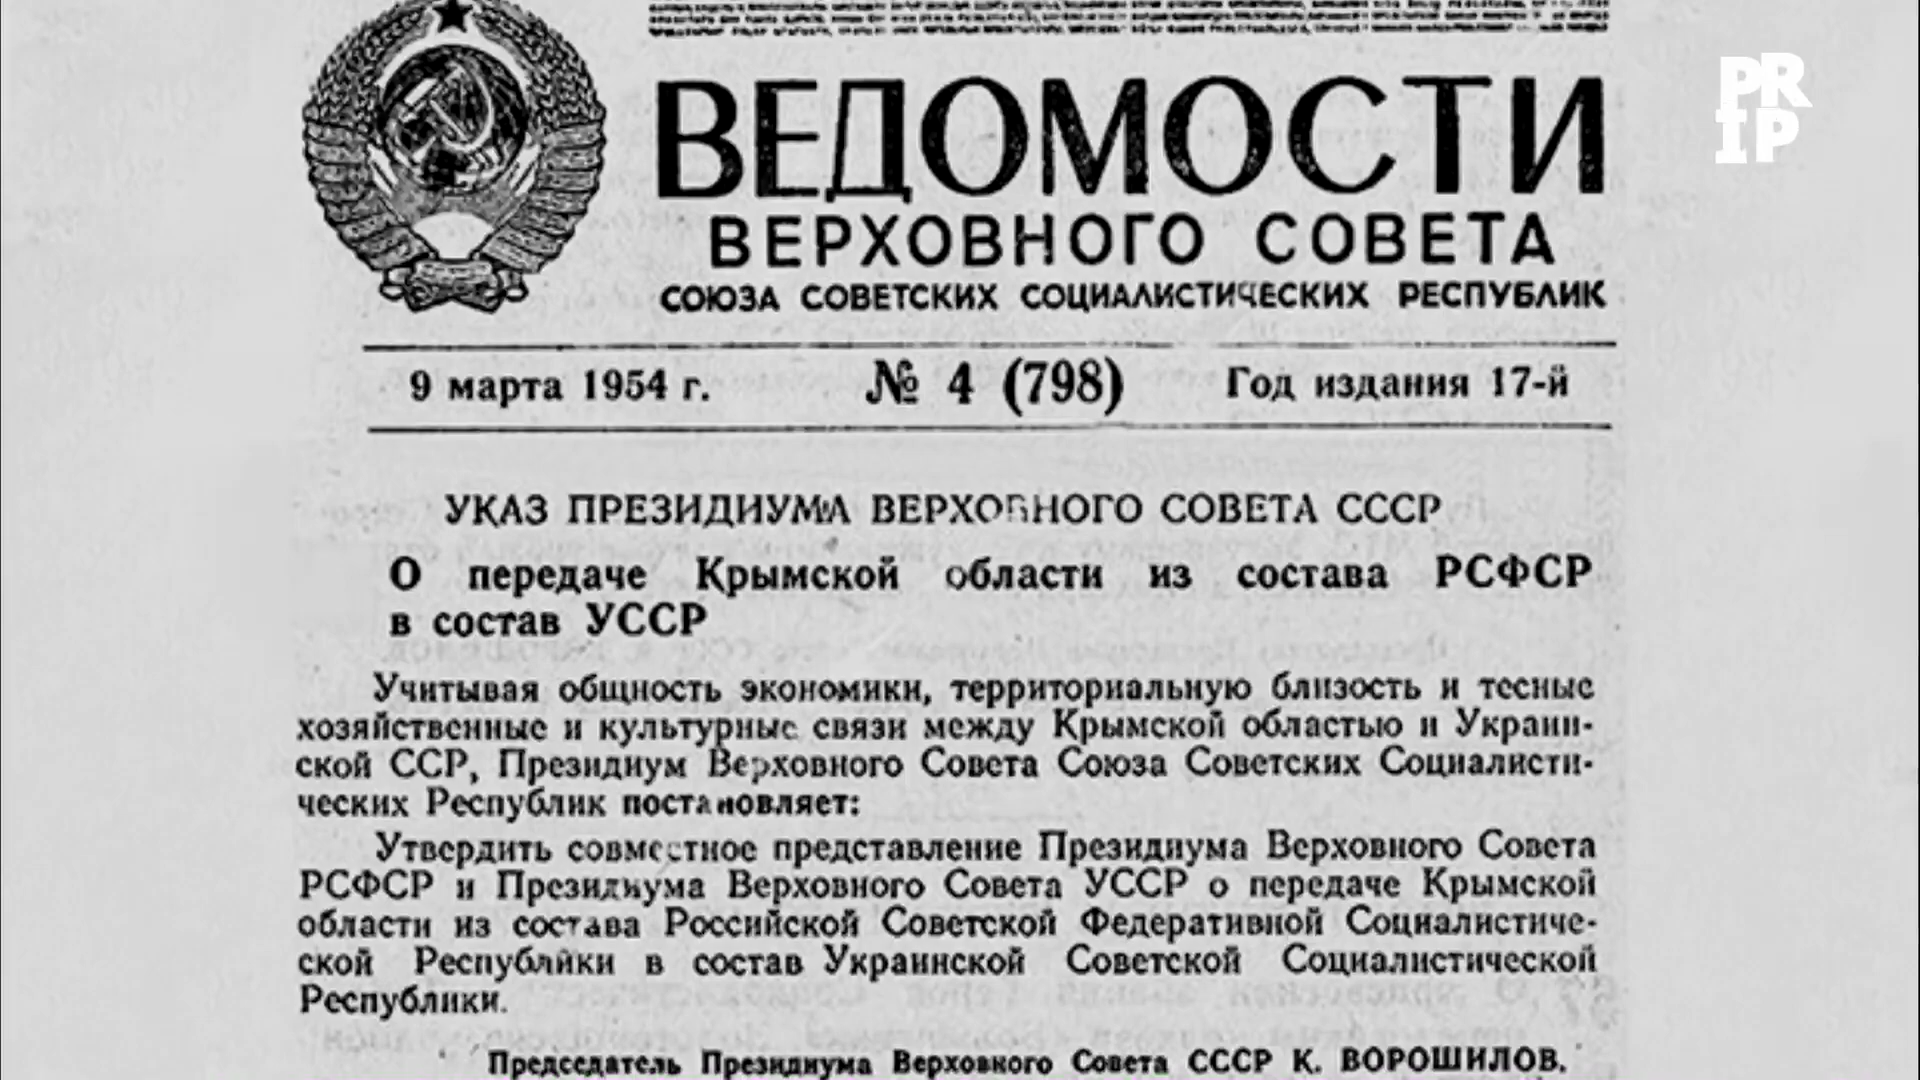 ВЕДОМОСТИ
ВЕРХОВНОГО СОВЕТА
СОЮЗА СОВЕТСКИХ СОЦИАЛИСТИЧЕСКИХ РЕСПУБЛИК
9 марта 1954 г. № 4 (798) Год издания 17-й
УКАЗ ПРЕЗИДИУМА ВЕРХОВНОГО СОВЕТА СССР
О передаче Крымской области из состава РСФСР
в состав УССР
Учитывая общность экономики, территориальную близость и тесные
хозяйственные и культурные связи между Крымской областью и Украин-
ской ССР, Президиум Верховного Совета Союза Советских Социалисти-
ческих Республик постановляет:
Утвердить совместное представление Президиума Верховного Совета
РСФСР и Президиума Верховного Совета УССР о передаче Крымской
области из состава Российской Советской Федеративной Социалистиче-
ской Республики в состав Украинской Советской Социалистической
Республики.
Председатель Президиума Верховного Совета СССР К. ВОРОШИЛОВ.
PR
IP